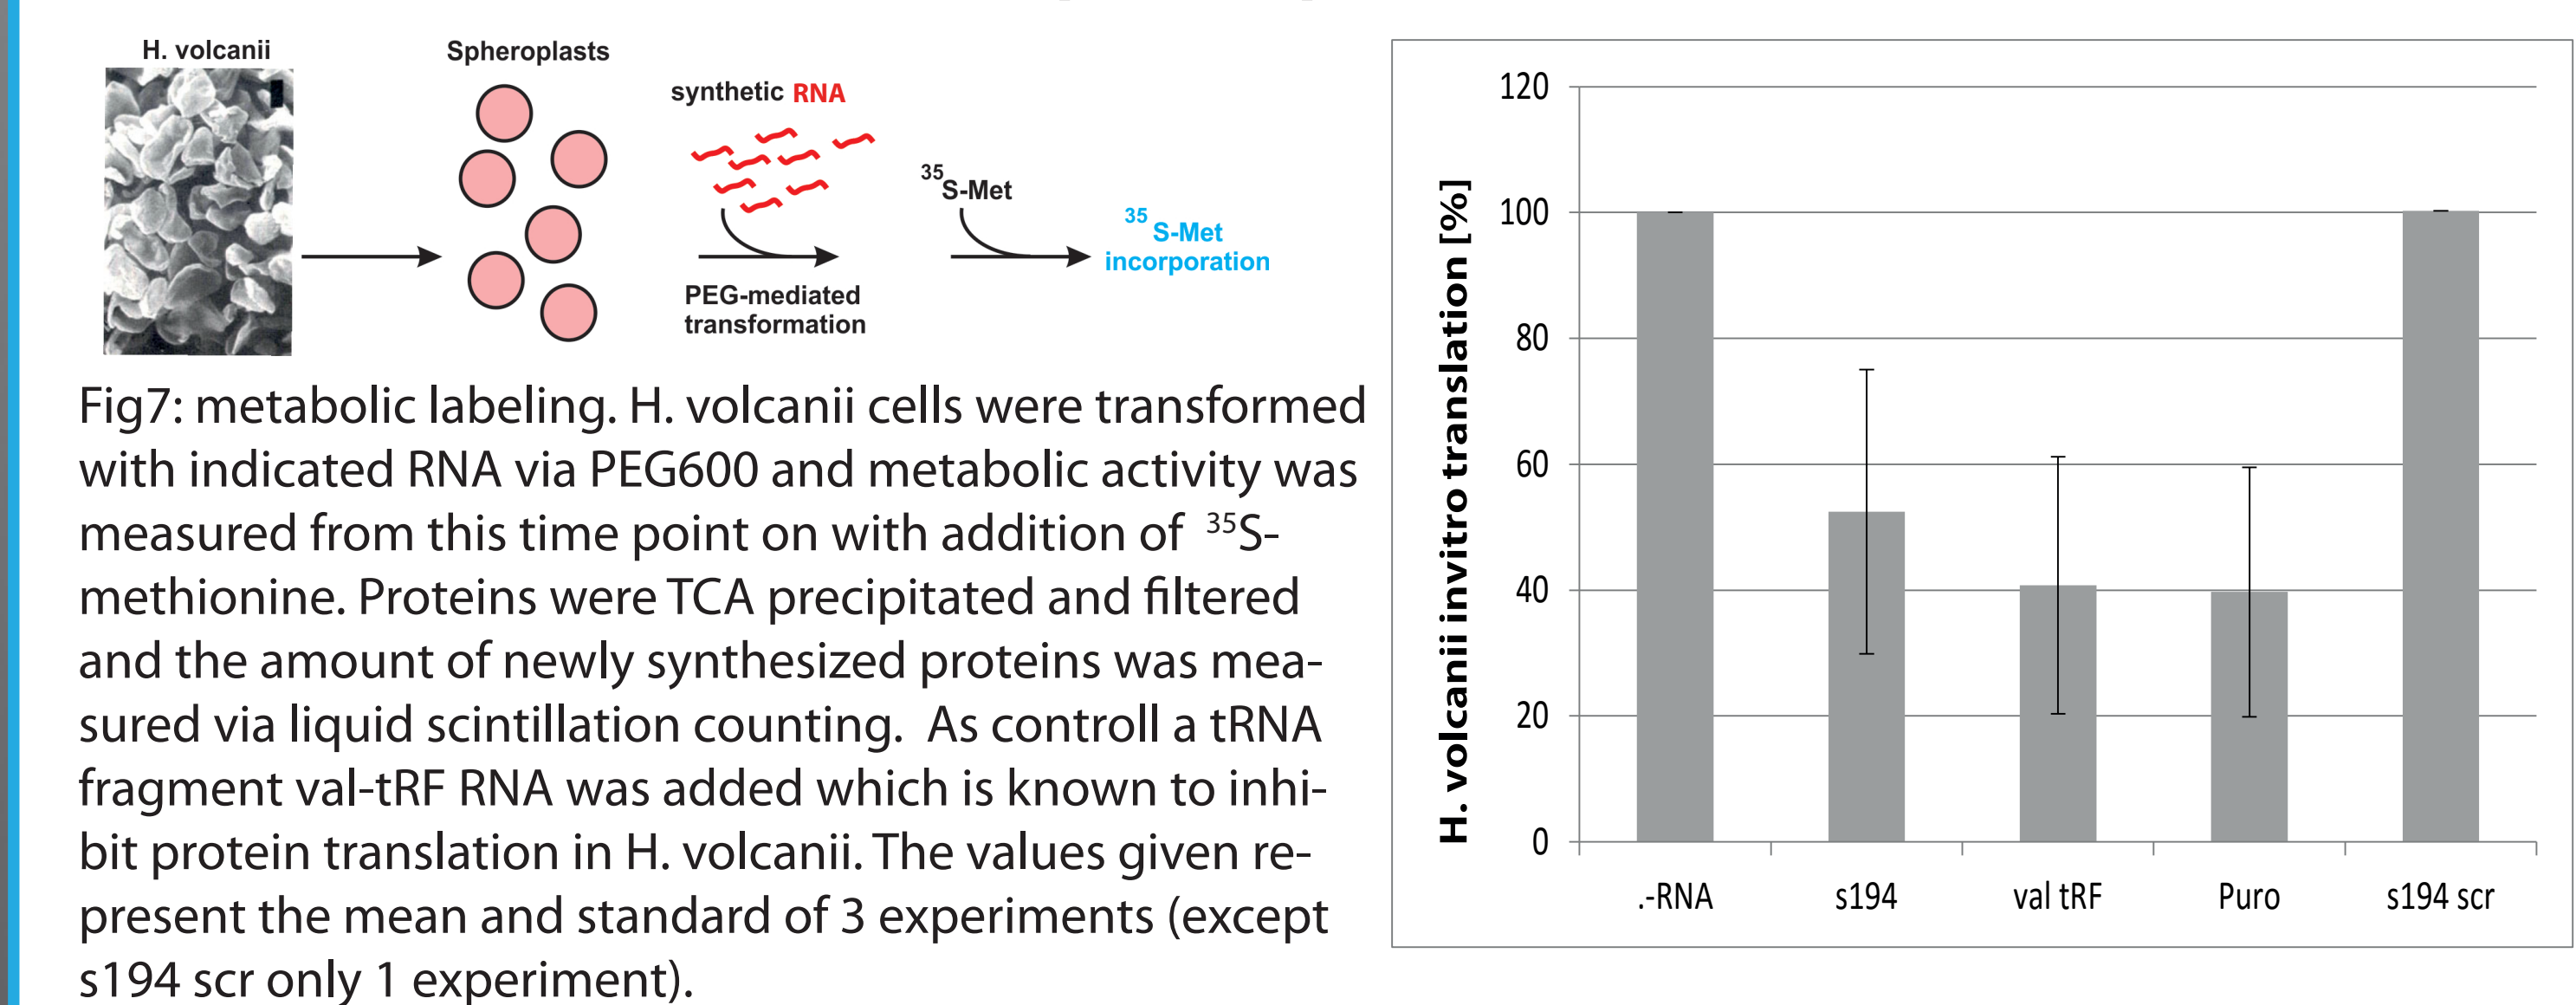 H. volcanii
Spheroplasts
synthetic RNA
35S-Met
35
S-Met
incorporation
PEG-mediated
transformation
Fig7: metabolic labeling. H. volcanii cells were transformed
with indicated RNA via PEG600 and metabolic activity was
measured from this time point on with addition of 35S-
methionine. Proteins were TCA precipitated and filtered
and the amount of newly synthesized proteins was mea-
sured via liquid scintillation counting. As controll a tRNA
fragment val-tRF RNA was added which is known to inhi-
bit protein translation in H. volcanii. The values given re-
present the mean and standard of 3 experiments (except
s194 scr only 1 experiment).
H. volcanii invitro translation [%]
120
100
80
60
40
20
0
.-RNA s194 val tRF Puro s194 scr